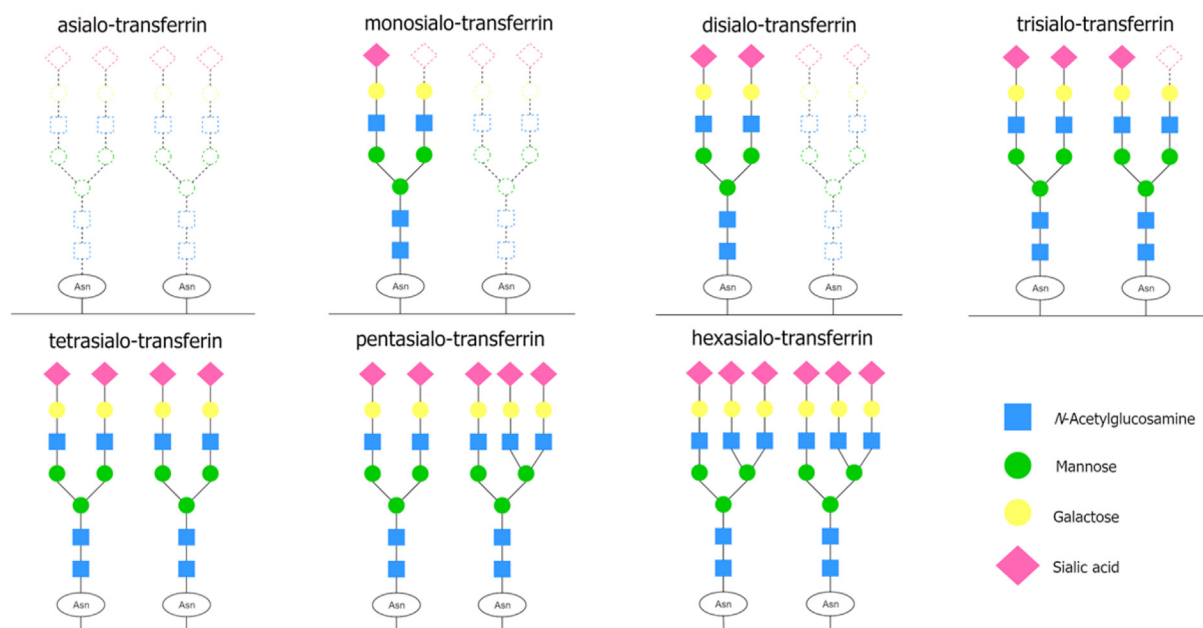 asialo-transferrin
monosialo-transferrin
disialo-transferrin
trisialo-transferrin
Asn Asn
Asn Asn
Asn Asn
Asn Asn
tetrasialo-transferin
pentasialo-transferrin
hexasialo-transferrin
N-Acetylglucosamine
Mannose
Galactose
Sialic acid
Asn Asn
Asn Asn
Asn Asn